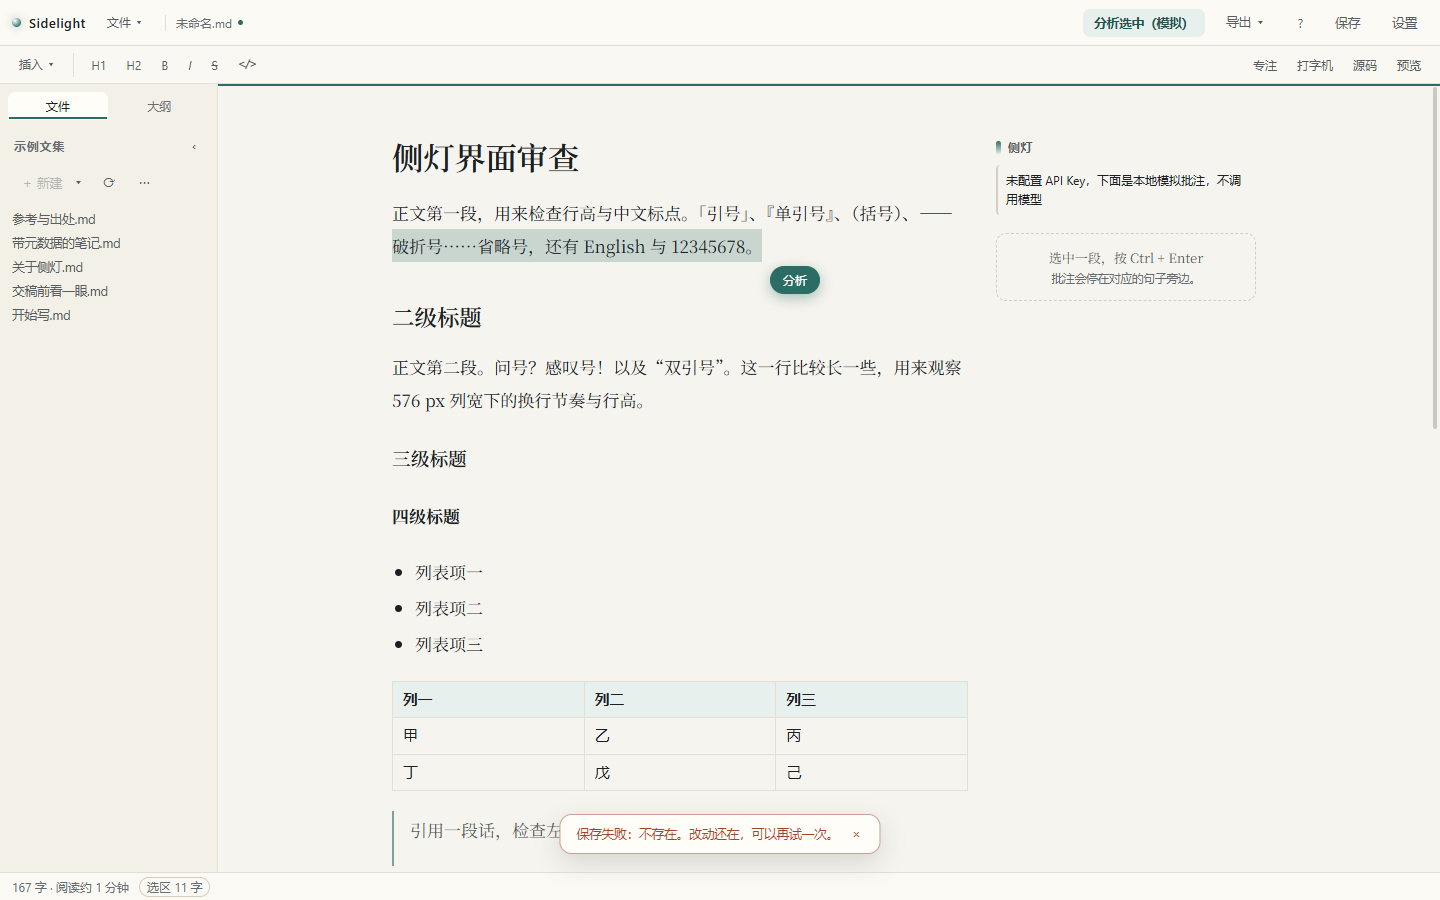 Sidelight 文件 未命名.md 分析选中（模拟） 导出 ? 保存 设置
插入 H1 H2 B I S </> 专注 打字机 源码 预览
文件 大纲
示例文集 ‹
+ 新建 ···
参考与出处.md
带元数据的笔记.md
关于侧灯.md
交稿前看一眼.md
开始写.md
侧灯界面审查
正文第一段，用来检查行高与中文标点。「引号」、『单引号』、（括号）、——
破折号……省略号，还有 English 与 12345678。
分析
二级标题
正文第二段。问号？感叹号！以及“双引号”。这一行比较长一些，用来观察
576 px 列宽下的换行节奏与行高。
三级标题
四级标题
• 列表项一
• 列表项二
• 列表项三
列一 列二 列三
甲 乙 丙
丁 戊 己
引用一段话，检查左
侧灯
未配置 API Key，下面是本地模拟批注，不调
用模型
选中一段，按 Ctrl + Enter
批注会停在对应的句子旁边。
保存失败：不存在。改动还在，可以再试一次。 ×
167 字 · 阅读约 1 分钟 选区 11 字